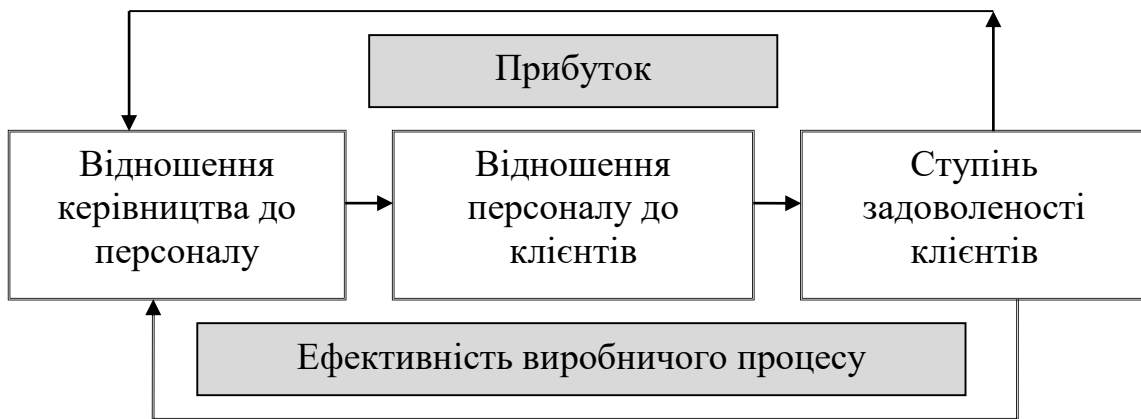 Прибуток
Відношення
керівництва до
персоналу
Відношення
персоналу до
клієнтів
Ступінь
задоволеності
клієнтів
Ефективність виробничого процесу